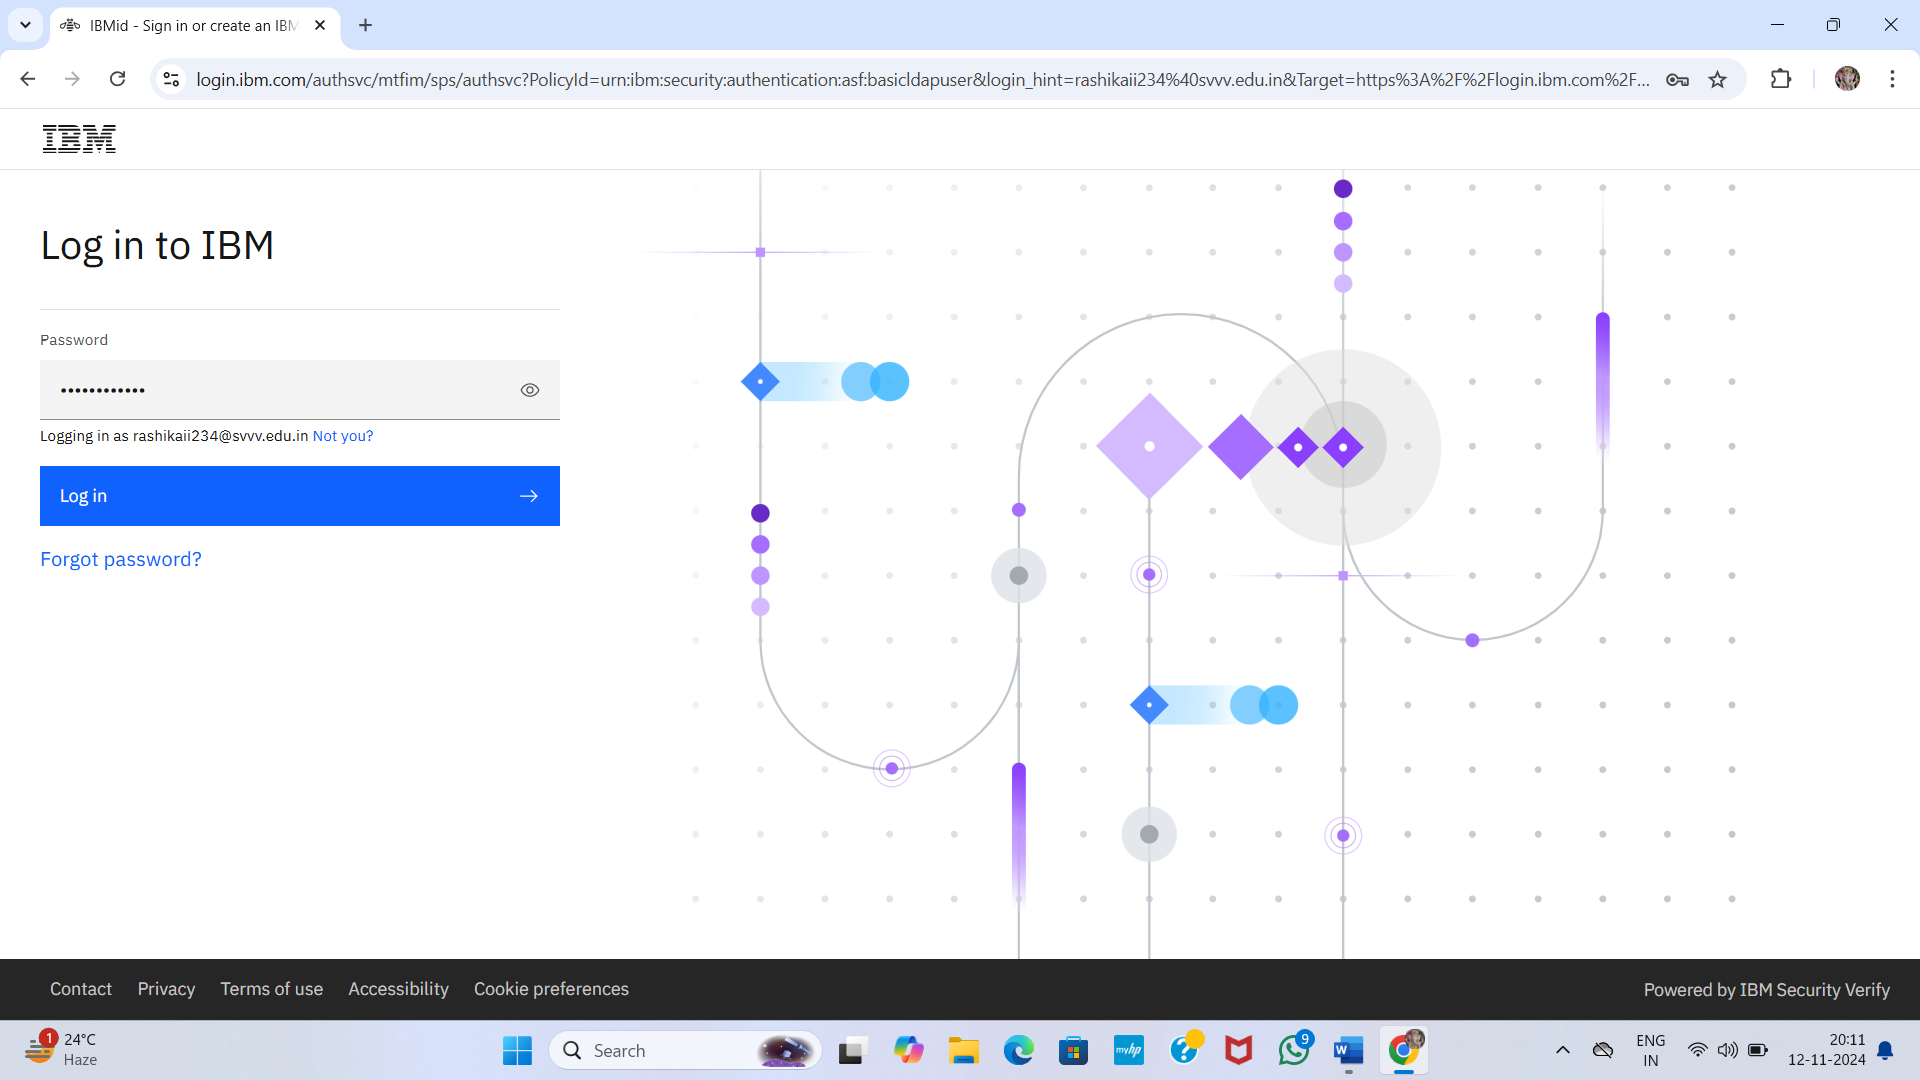 IBMid - Sign in or create an IBM
login.ibm.com/authsvc/mtfim/sps/authsvc?PolicyId=urn:ibm:security:authentication:asf:basicldapuser&login_hint=rashikaii234%40svvv.edu.in&Target=https%3A%2F%2Flogin.ibm.com%2F...
IBM
Log in to IBM
Password
••••••••••••
Logging in as rashikaii234@svvv.edu.in Not you?
Log in
Forgot password?
Contact Privacy Terms of use Accessibility Cookie preferences Powered by IBM Security Verify
1
24°C
Haze
Search
myhp
?
9
W
ENG
IN
20:11
12-11-2024